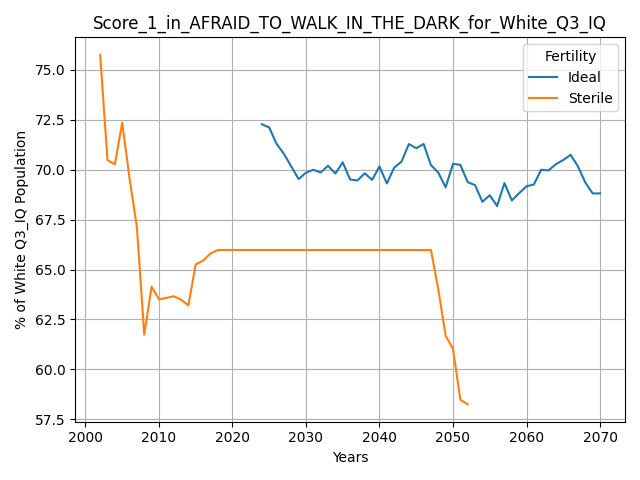 Score_1_in_AFRAID_TO_WALK_IN_THE_DARK_for_White_Q3_IQ
Fertility
Ideal
Sterile
% of White Q3_IQ Population
75.0
72.5
70.0
67.5
65.0
62.5
60.0
57.5
2000
2010
2020
2030
2040
2050
2060
2070
Years